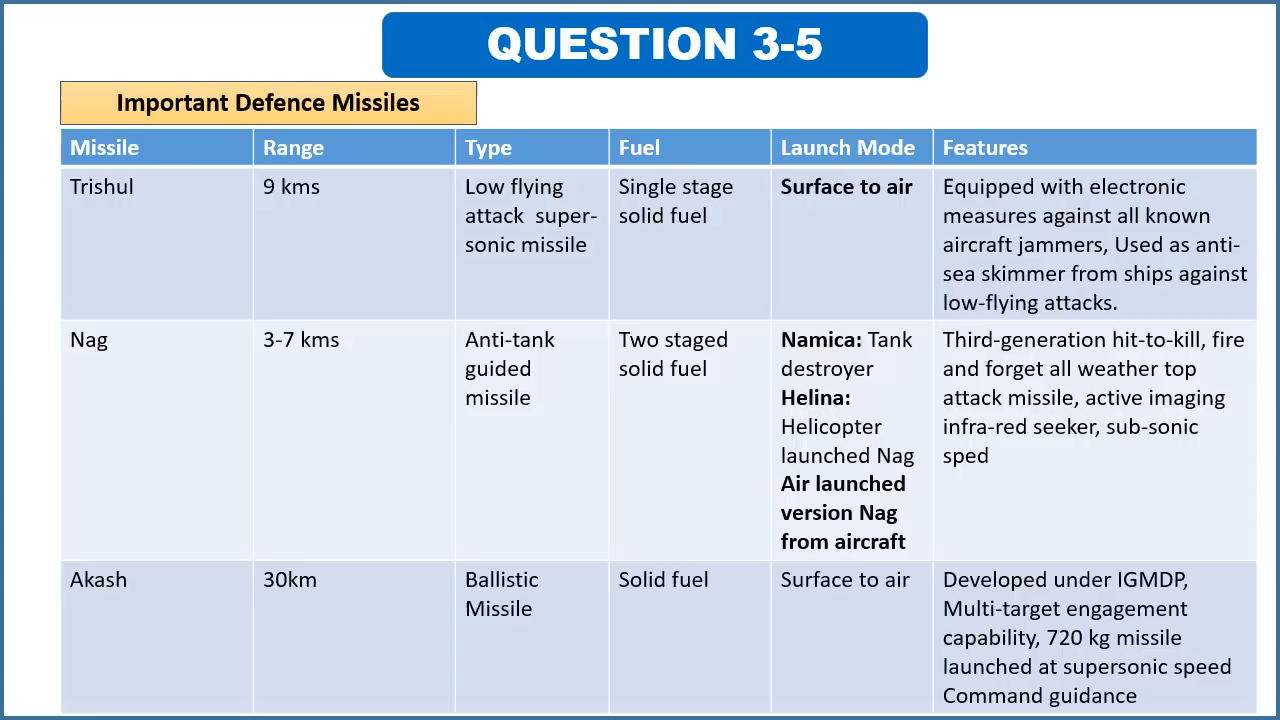 QUESTION 3-5
Important Defence Missiles
Missile
Range
Type
Fuel
Launch Mode
Features
Trishul
9 kms
Low flying
attack super-
sonic missile
Single stage
solid fuel
Surface to air
Equipped with electronic
measures against all known
aircraft jammers, Used as anti-
sea skimmer from ships against
low-flying attacks.
Nag
3-7 kms
Anti-tank
guided
missile
Two staged
solid fuel
Namica: Tank
destroyer
Helina:
Helicopter
launched Nag
Air launched
version Nag
from aircraft
Third-generation hit-to-kill, fire
and forget all weather top
attack missile, active imaging
infra-red seeker, sub-sonic
sped
Akash
30km
Ballistic
Missile
Solid fuel
Surface to air
Developed under IGMDP,
Multi-target engagement
capability, 720 kg missile
launched at supersonic speed
Command guidance